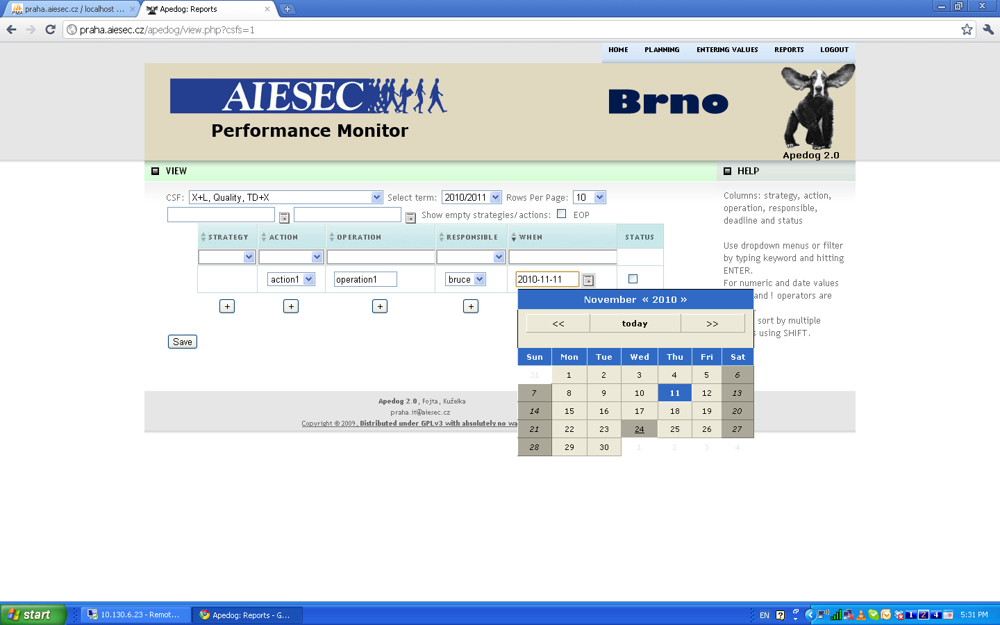 praha.aiesec.cz / localhost ...
Apedog: Reports
praha.aiesec.cz/apedog/view.php?csfs=1
HOME PLANNING ENTERING VALUES REPORTS LOGOUT
AIESEC
Performance Monitor
Brno
Apedog 2.0
VIEW
HELP
CSF: X+L, Quality, TD+X Select term: 2010/2011 Rows Per Page: 10
Show empty strategies/actions: EOP
STRATEGY ACTION OPERATION RESPONSIBLE WHEN STATUS
action1 operation1 bruce 2010-11-11
+ + + +
Save
Columns: strategy, action,
operation, responsible,
deadline and status
Use dropdown menus or filter
by typing keyword and hitting
ENTER.
For numeric and date values
and ! operators are
sort by multiple
using SHIFT.
November « 2010 »
<< today >>
Sun Mon Tue Wed Thu Fri Sat
31 1 2 3 4 5 6
7 8 9 10 11 12 13
14 15 16 17 18 19 20
21 22 23 24 25 26 27
28 29 30 1 2 3 4
Apedog 2.0, Fojta, Kuželka
praha.it@aiesec.cz
Copyright © 2009, Distributed under GPLv3 with absolutely no wa
start
10.130.6.23 - Remot...
Apedog: Reports - G...
EN
1 2 4
5:31 PM